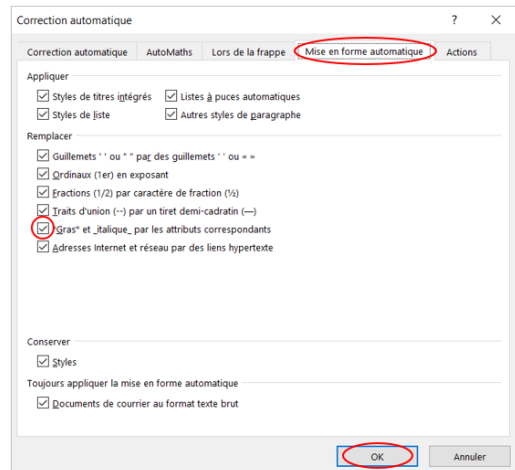 Correction automatique ? ×
Correction automatique AutoMaths Lors de la frappe Mise en forme automatique Actions
Appliquer
Styles de titres intégrés Listes à puces automatiques
Styles de liste Autres styles de paragraphe
Remplacer
Guillemets ' ' ou " " par des guillemets ' ' ou « »
Ordinaux (1er) en exposant
Fractions (1/2) par caractère de fraction (½)
Traits d'union (--) par un tiret demi-cadratin (—)
*Gras* et _italique_ par les attributs correspondants
Adresses Internet et réseau par des liens hypertexte
Conserver
Styles
Toujours appliquer la mise en forme automatique
Documents de courrier au format texte brut
OK Annuler